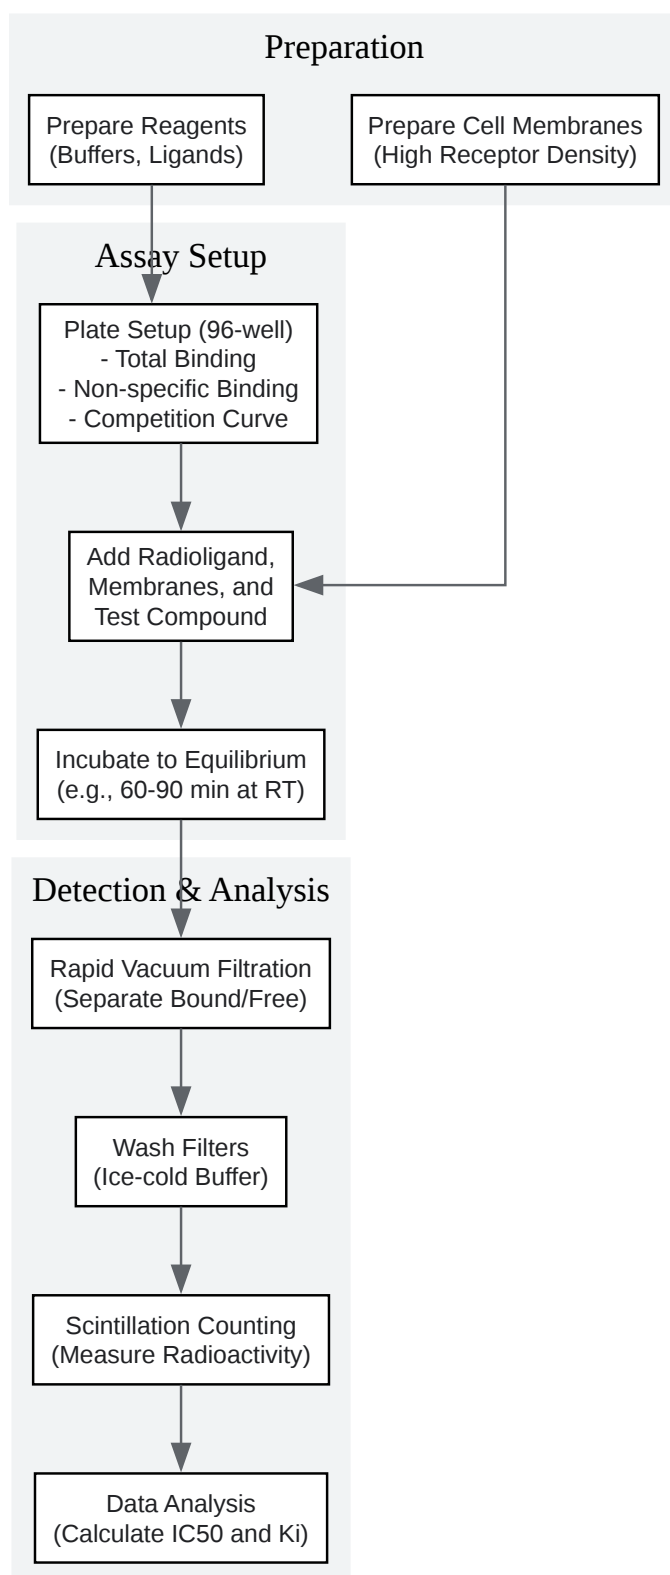 Preparation
Prepare Reagents
(Buffers, Ligands)
Prepare Cell Membranes
(High Receptor Density)
Assay Setup
Plate Setup (96-well)
- Total Binding
- Non-specific Binding
- Competition Curve
Add Radioligand,
Membranes, and
Test Compound
Incubate to Equilibrium
(e.g., 60-90 min at RT)
Detection & Analysis
Rapid Vacuum Filtration
(Separate Bound/Free)
Wash Filters
(Ice-cold Buffer)
Scintillation Counting
(Measure Radioactivity)
Data Analysis
(Calculate IC50 and Ki)